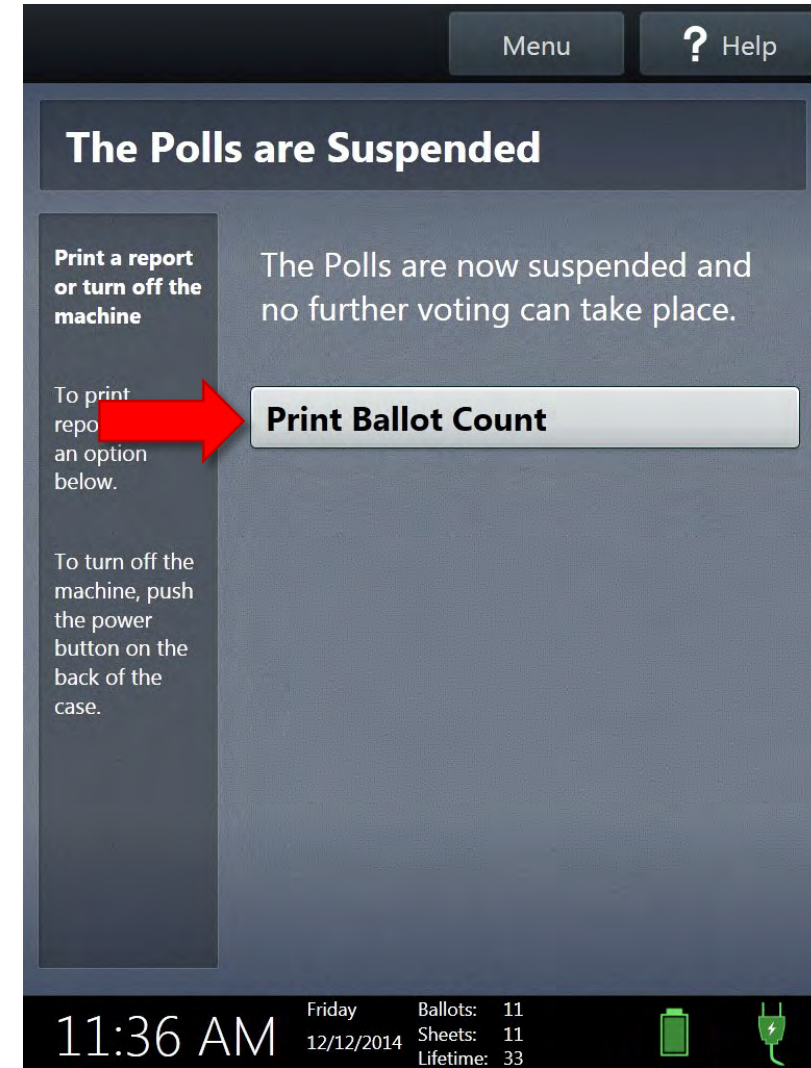 Menu
? Help
The Polls are Suspended
Print a report
or turn off the
machine
To print
an option
below.
To turn off the
machine, push
the power
button on the
back of the
case.
The Polls are now suspended and
no further voting can take place.
Print Ballot Count
11:36 AM
Friday
12/12/2014
Ballots: 11
Sheets: 11
Lifetime: 33